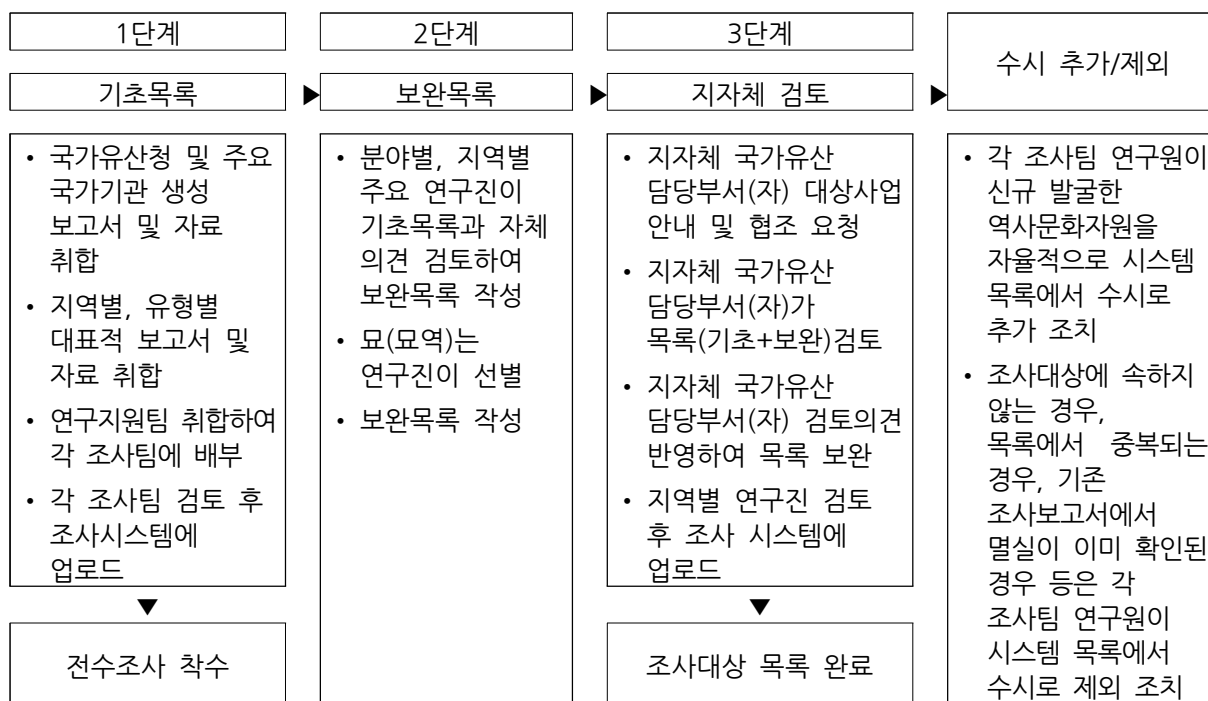 1단계
기초목록
▶
• 국가유산청 및 주요
국가기관 생성
보고서 및 자료
취합
• 지역별, 유형별
대표적 보고서 및
자료 취합
• 연구지원팀 취합하여
각 조사팀에 배부
• 각 조사팀 검토 후
조사시스템에
업로드
▼
전수조사 착수
2단계
보완목록
▶
• 분야별, 지역별
주요 연구진이
기초목록과 자체
의견 검토하여
보완목록 작성
• 묘(묘역)는
연구진이 선별
• 보완목록 작성
3단계
지자체 검토
▶
• 지자체 국가유산
담당부서(자) 대상사업
안내 및 협조 요청
• 지자체 국가유산
담당부서(자)가
목록(기초+보완)검토
• 지자체 국가유산
담당부서(자) 검토의견
반영하여 목록 보완
• 지역별 연구진 검토
후 조사 시스템에
업로드
▼
조사대상 목록 완료
수시 추가/제외
• 각 조사팀 연구원이
신규 발굴한
역사문화자원을
자율적으로 시스템
목록에서 수시로
추가 조치
• 조사대상에 속하지
않는 경우,
목록에서 중복되는
경우, 기존
조사보고서에서
멸실이 이미 확인된
경우 등은 각
조사팀 연구원이
시스템 목록에서
수시로 제외 조치